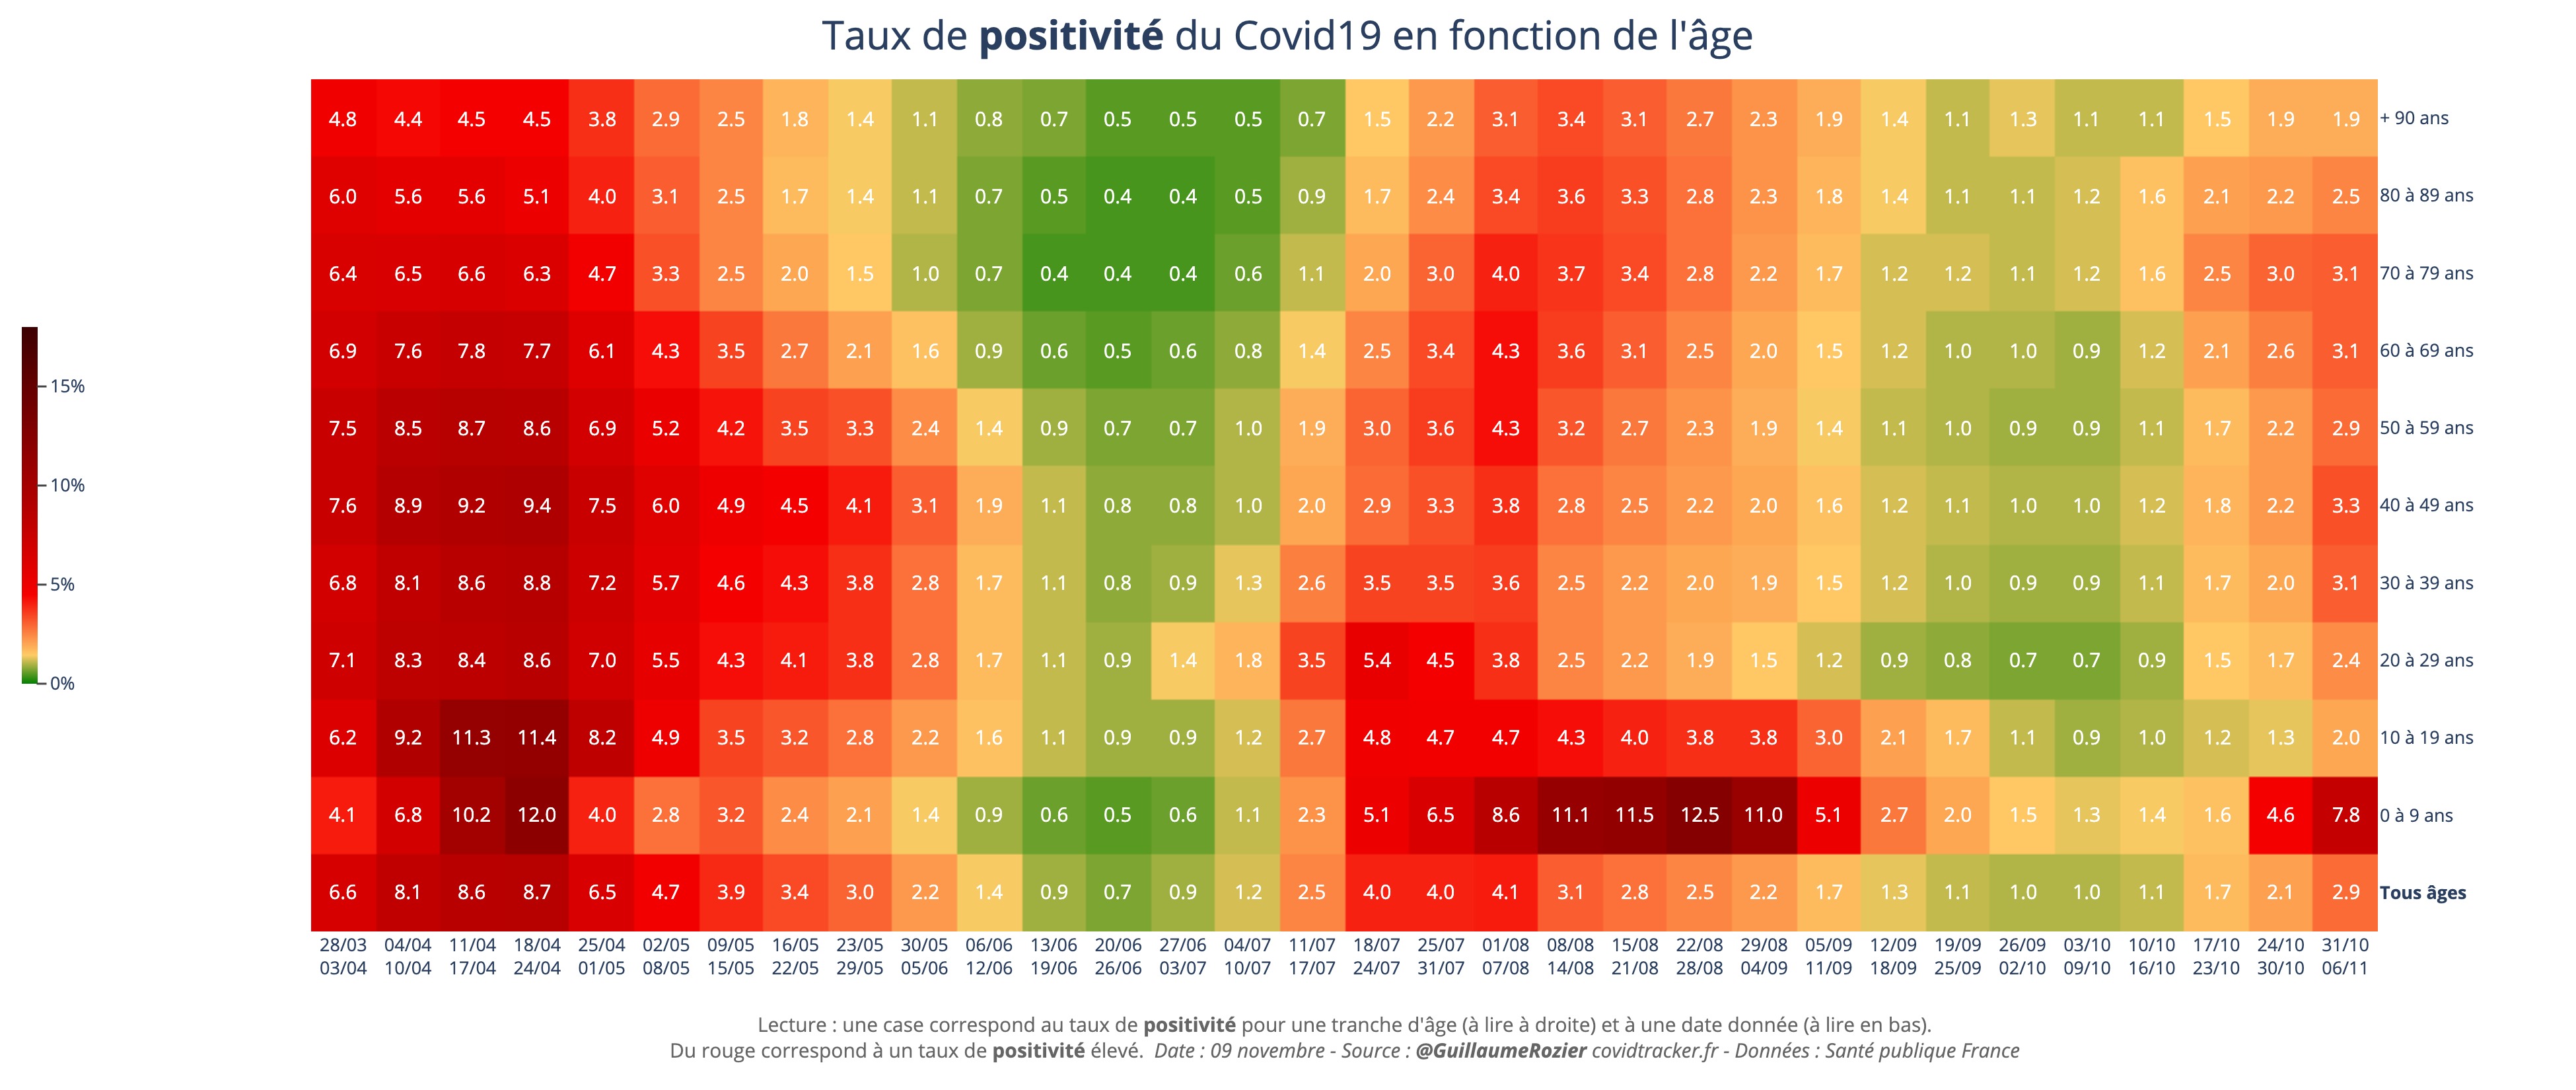 Taux de positivité du Covid19 en fonction de l'âge
4.8 4.4 4.5 4.5 3.8 2.9 2.5 1.8 1.4 1.1 0.8 0.7 0.5 0.5 0.5 0.7 1.5 2.2 3.1 3.4 3.1 2.7 2.3 1.9 1.4 1.1 1.3 1.1 1.1 1.5 1.9 1.9 + 90 ans
6.0 5.6 5.6 5.1 4.0 3.1 2.5 1.7 1.4 1.1 0.7 0.5 0.4 0.4 0.5 0.9 1.7 2.4 3.4 3.6 3.3 2.8 2.3 1.8 1.4 1.1 1.1 1.2 1.6 2.1 2.2 2.5 80 à 89 ans
6.4 6.5 6.6 6.3 4.7 3.3 2.5 2.0 1.5 1.0 0.7 0.4 0.4 0.4 0.6 1.1 2.0 3.0 4.0 3.7 3.4 2.8 2.2 1.7 1.2 1.2 1.1 1.2 1.6 2.5 3.0 3.1 70 à 79 ans
6.9 7.6 7.8 7.7 6.1 4.3 3.5 2.7 2.1 1.6 0.9 0.6 0.5 0.6 0.8 1.4 2.5 3.4 4.3 3.6 3.1 2.5 2.0 1.5 1.2 1.0 1.0 0.9 1.2 2.1 2.6 3.1 60 à 69 ans
15%
7.5 8.5 8.7 8.6 6.9 5.2 4.2 3.5 3.3 2.4 1.4 0.9 0.7 0.7 1.0 1.9 3.0 3.6 4.3 3.2 2.7 2.3 1.9 1.4 1.1 1.0 0.9 0.9 1.1 1.7 2.2 2.9 50 à 59 ans
10%
7.6 8.9 9.2 9.4 7.5 6.0 4.9 4.5 4.1 3.1 1.9 1.1 0.8 0.8 1.0 2.0 2.9 3.3 3.8 2.8 2.5 2.2 2.0 1.6 1.2 1.1 1.0 1.0 1.2 1.8 2.2 3.3 40 à 49 ans
5%
6.8 8.1 8.6 8.8 7.2 5.7 4.6 4.3 3.8 2.8 1.7 1.1 0.8 0.9 1.3 2.6 3.5 3.5 3.6 2.5 2.2 2.0 1.9 1.5 1.2 1.0 0.9 0.9 1.1 1.7 2.0 3.1 30 à 39 ans
7.1 8.3 8.4 8.6 7.0 5.5 4.3 4.1 3.8 2.8 1.7 1.1 0.9 1.4 1.8 3.5 5.4 4.5 3.8 2.5 2.2 1.9 1.5 1.2 0.9 0.8 0.7 0.7 0.9 1.5 1.7 2.4 20 à 29 ans
0%
6.2 9.2 11.3 11.4 8.2 4.9 3.5 3.2 2.8 2.2 1.6 1.1 0.9 0.9 1.2 2.7 4.8 4.7 4.7 4.3 4.0 3.8 3.8 3.0 2.1 1.7 1.1 0.9 1.0 1.2 1.3 2.0 10 à 19 ans
4.1 6.8 10.2 12.0 4.0 2.8 3.2 2.4 2.1 1.4 0.9 0.6 0.5 0.6 1.1 2.3 5.1 6.5 8.6 11.1 11.5 12.5 11.0 5.1 2.7 2.0 1.5 1.3 1.4 1.6 4.6 7.8 0 à 9 ans
6.6 8.1 8.6 8.7 6.5 4.7 3.9 3.4 3.0 2.2 1.4 0.9 0.7 0.9 1.2 2.5 4.0 4.0 4.1 3.1 2.8 2.5 2.2 1.7 1.3 1.1 1.0 1.0 1.1 1.7 2.1 2.9 Tous âges
28/03 04/04 11/04 18/04 25/04 02/05 09/05 16/05 23/05 30/05 06/06 13/06 20/06 27/06 04/07 11/07 18/07 25/07 01/08 08/08 15/08 22/08 29/08 05/09 12/09 19/09 26/09 03/10 10/10 17/10 24/10 31/10
03/04 10/04 17/04 24/04 01/05 08/05 15/05 22/05 29/05 05/06 12/06 19/06 26/06 03/07 10/07 17/07 24/07 31/07 07/08 14/08 21/08 28/08 04/09 11/09 18/09 25/09 02/10 09/10 16/10 23/10 30/10 06/11
Lecture : une case correspond au taux de positivité pour une tranche d'âge (à lire à droite) et à une date donnée (à lire en bas).
Du rouge correspond à un taux de positivité élevé. Date : 09 novembre - Source : @GuillaumeRozier covidtracker.fr - Données : Santé publique France